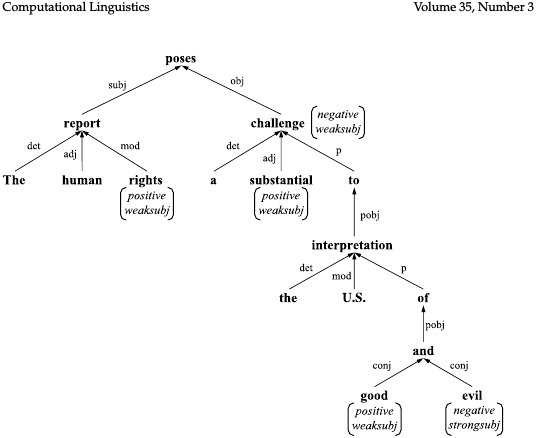 Computational Linguistics Volume 35, Number 3
poses
subj obj
report challenge negative
weaksubj
det adj mod det adj p
The human rights a substantial to
positive positive
weaksubj weaksubj
pobj
interpretation
det mod p
the U.S. of
pobj
and
conj conj
good evil
positive negative
weaksubj strongsubj